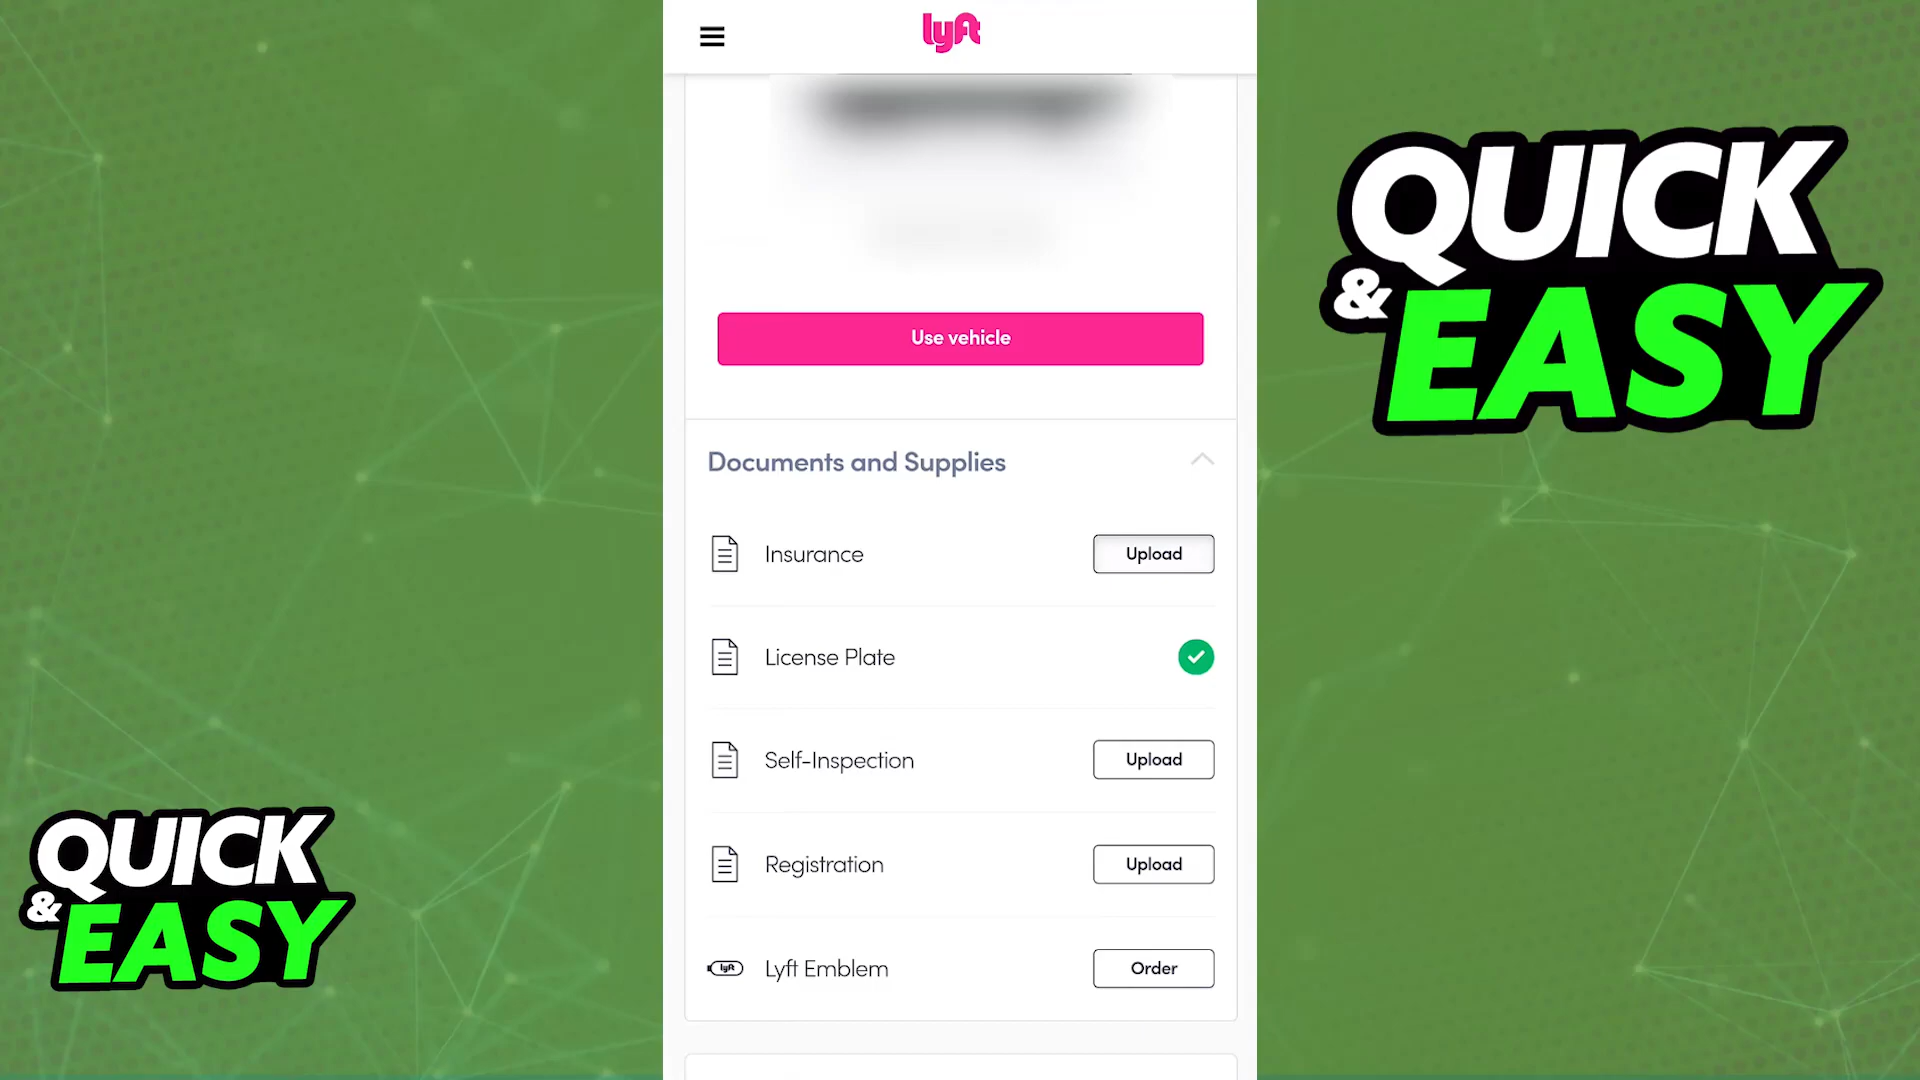 lyft
Use vehicle
Documents and Supplies
Insurance
Upload
License Plate
Self-Inspection
Upload
Registration
Upload
lyft
Lyft Emblem
Order
QUICK
& EASY
QUICK
& EASY